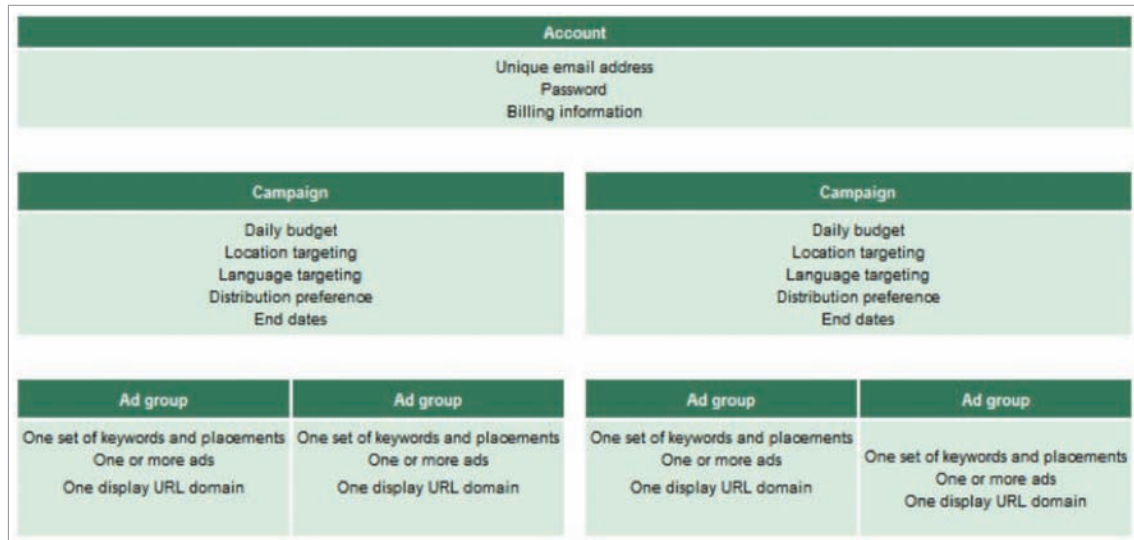 Account
Unique email address
Password
Billing information
Campaign
Daily budget
Location targeting
Language targeting
Distribution preference
End dates
Campaign
Daily budget
Location targeting
Language targeting
Distribution preference
End dates
Ad group
One set of keywords and placements
One or more ads
One display URL domain
Ad group
One set of keywords and placements
One or more ads
One display URL domain
Ad group
One set of keywords and placements
One or more ads
One display URL domain
Ad group
One set of keywords and placements
One or more ads
One display URL domain